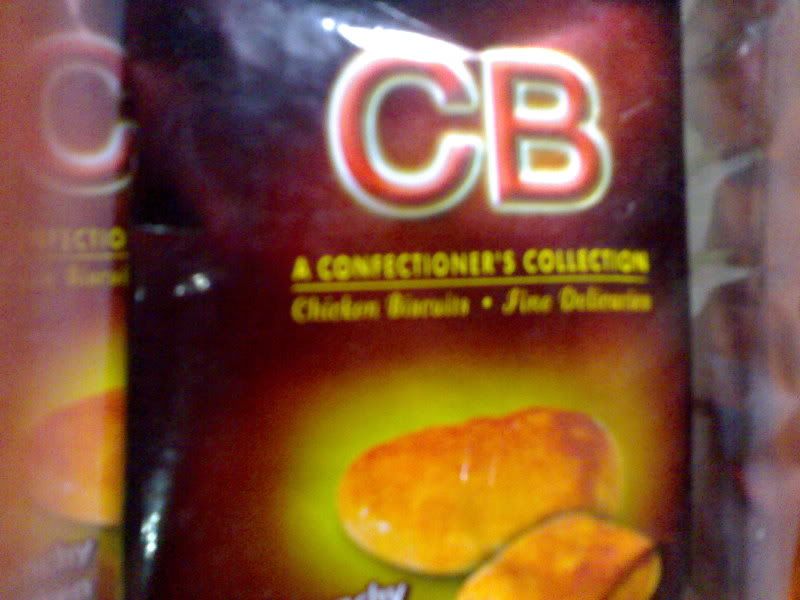 CB
A CONFECTIONER'S COLLECTION
Chicken Biscuits • Fine Delicacies
C